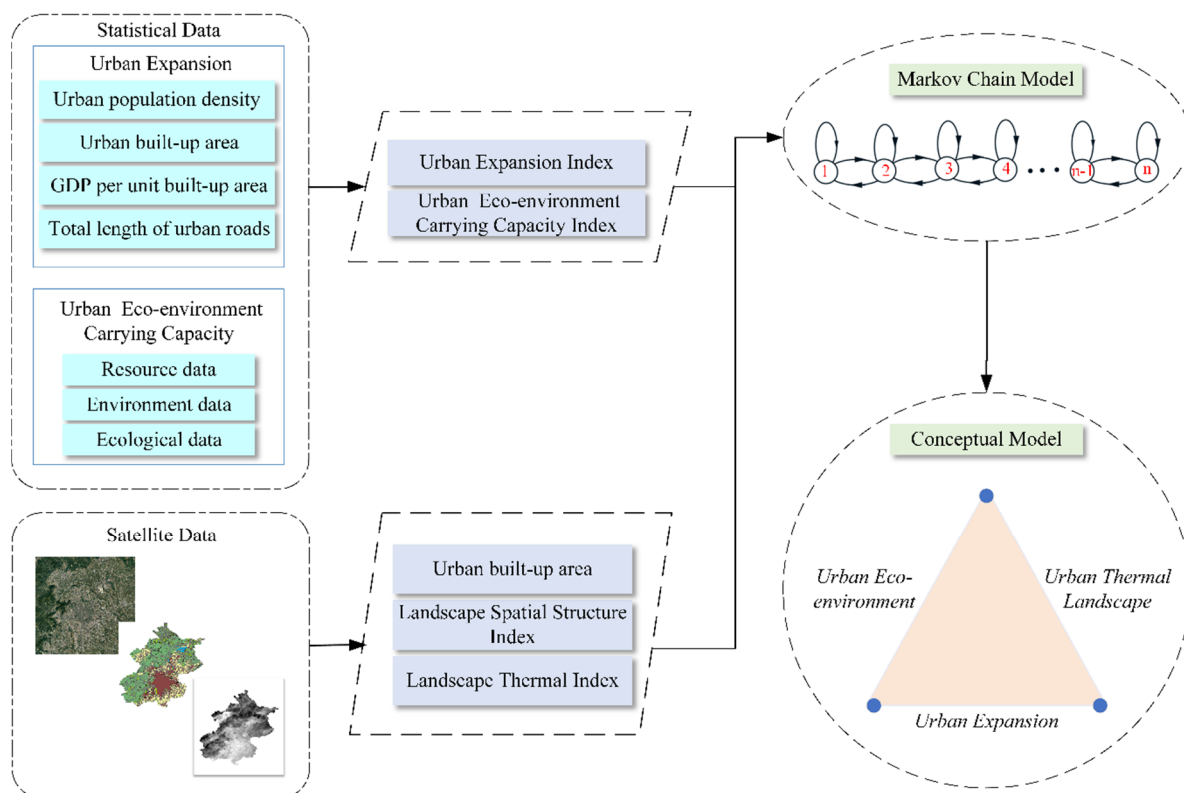 Statistical Data
Urban Expansion
Urban population density
Urban built-up area
GDP per unit built-up area
Total length of urban roads
Urban Eco-environment
Carrying Capacity
Resource data
Environment data
Ecological data
Satellite Data
Urban Expansion Index
Urban Eco-environment
Carrying Capacity Index
Urban built-up area
Landscape Spatial Structure
Index
Landscape Thermal Index
Markov Chain Model
1 2 3 4 ••• n-1 n
Conceptual Model
Urban Eco-
environment
Urban Thermal
Landscape
Urban Expansion